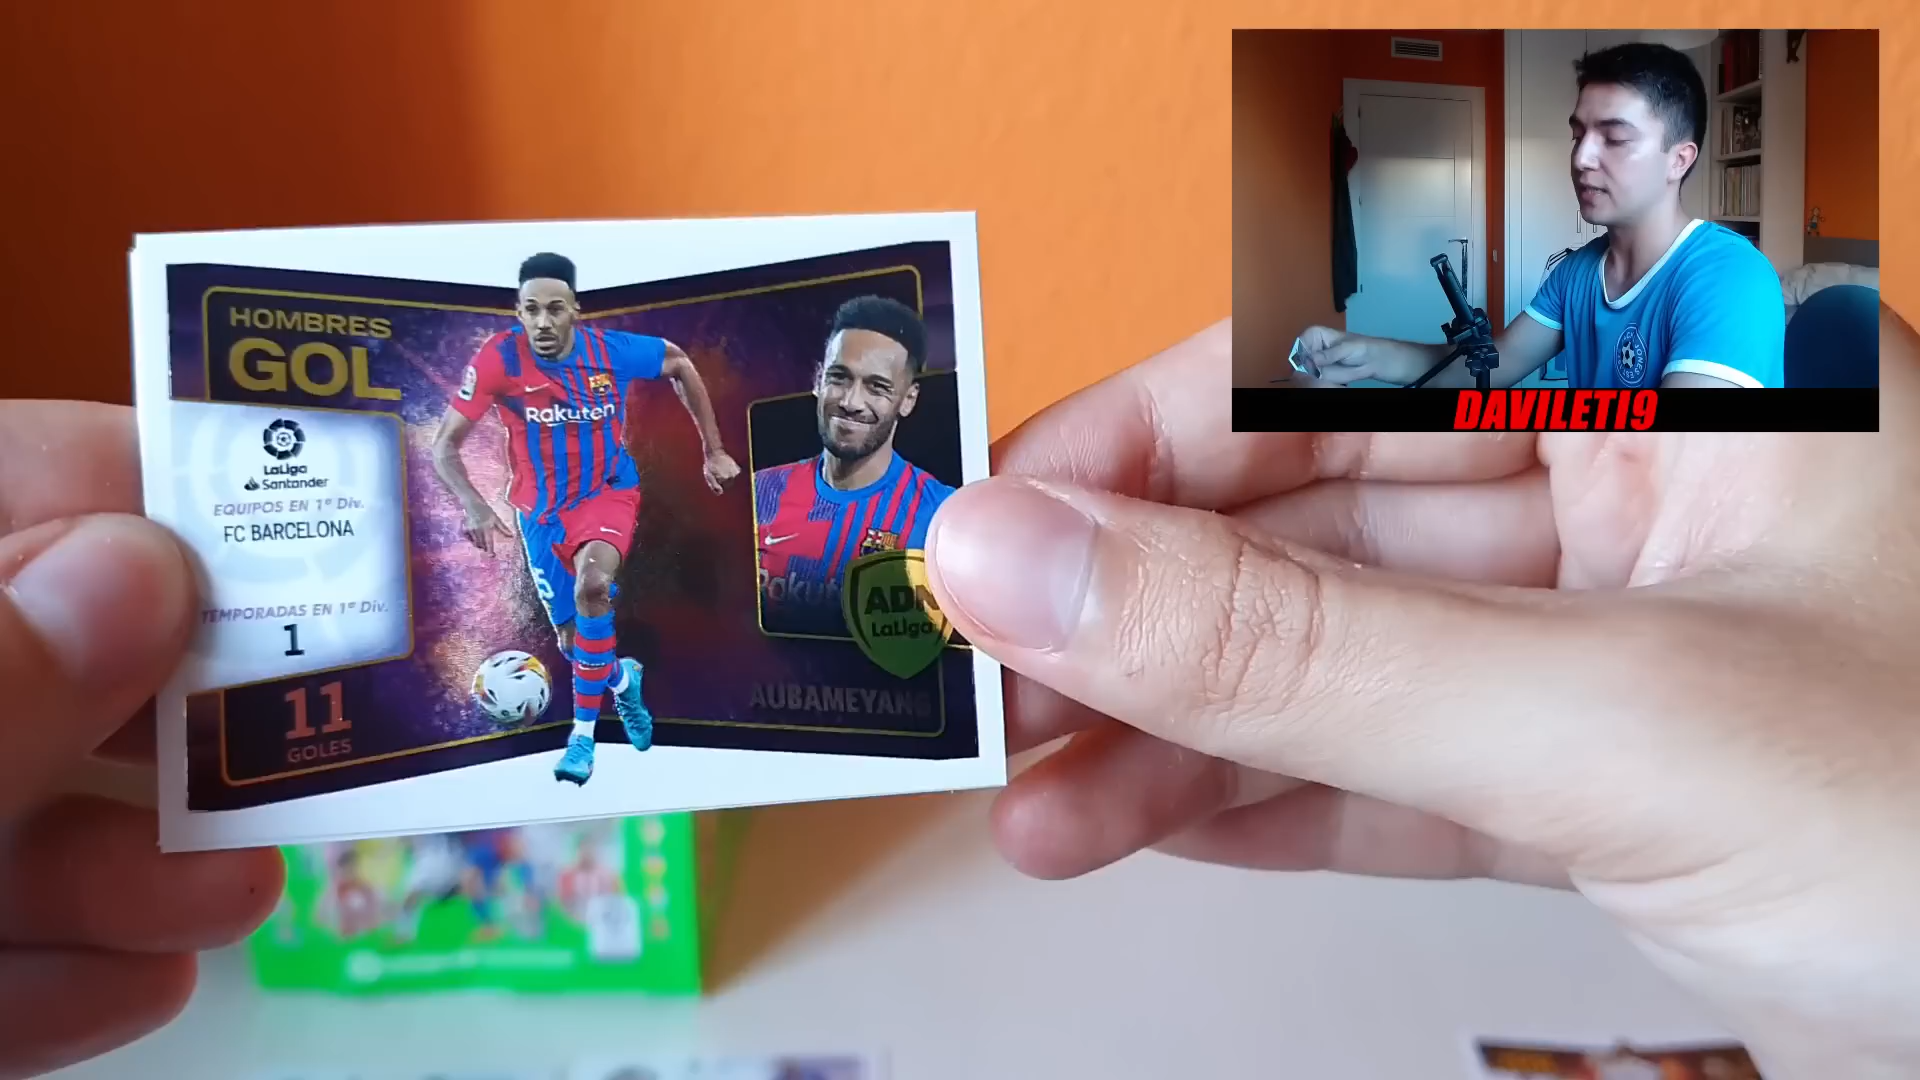 HOMBRES
GOL
LaLiga
Santander
EQUIPOS EN 1ª Div.
FC BARCELONA
TEMPORADAS EN 1ª Div.
1
11
GOLES
Rakuten
Rakuten
ADN
LaLiga
AUBAMEYANG
DAVILETI9